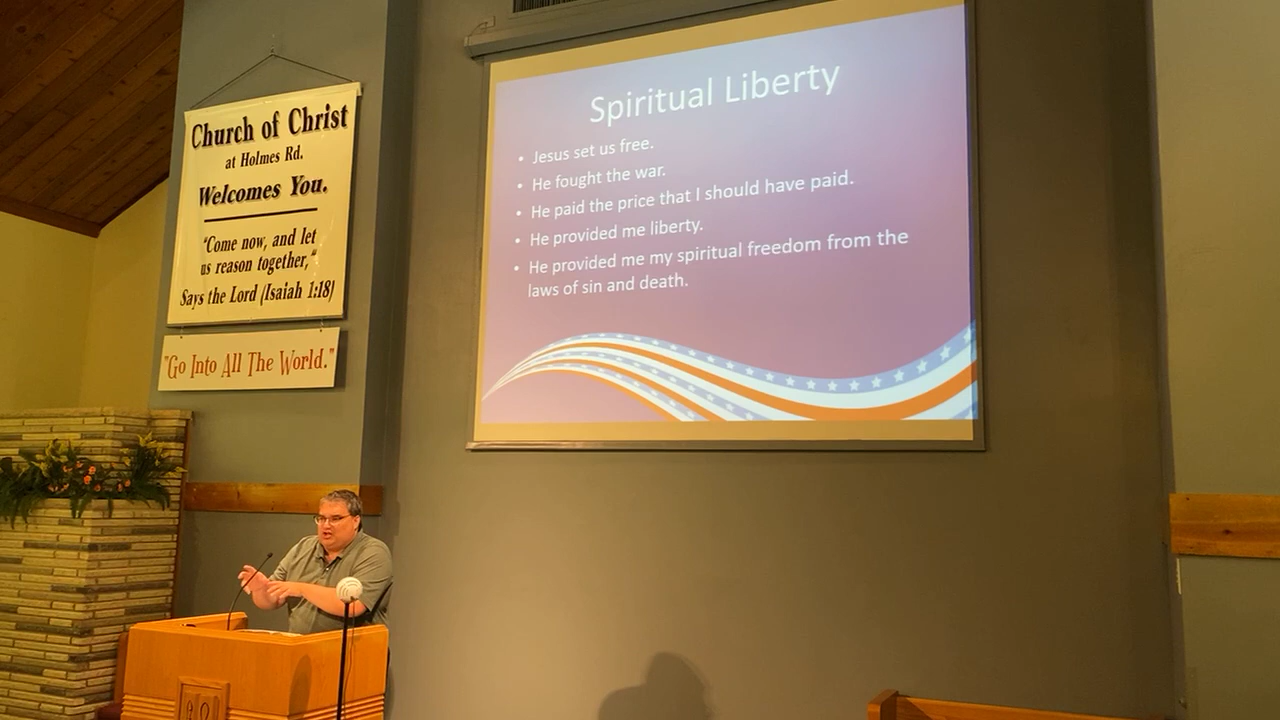 Church of Christ
at Holmes Rd.
Welcomes You.
"Come now, and let
us reason together,"
Says the Lord (Isaiah 1:18)
"Go Into All The World."
Spiritual Liberty
• Jesus set us free.
• He fought the war.
• He paid the price that I should have paid.
• He provided me liberty.
• He provided me my spiritual freedom from the
laws of sin and death.